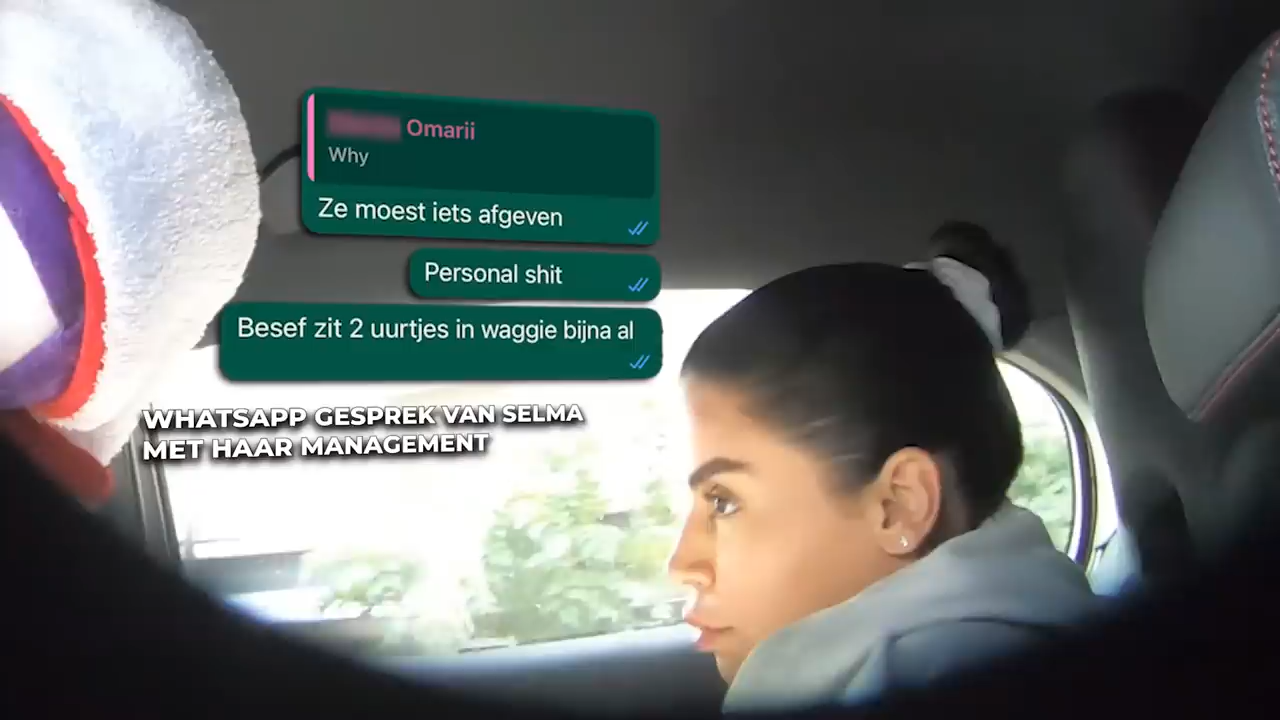 Omarii
Why
Ze moest iets afgeven
Personal shit
Besef zit 2 uurtjes in waggie bijna al
WHATSAPP GESPREK VAN SELMA
MET HAAR MANAGEMENT